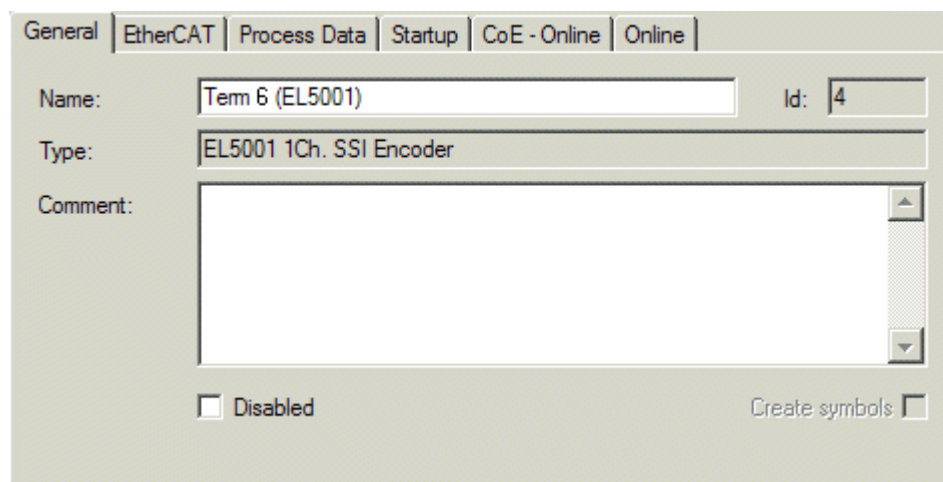 General EtherCAT Process Data Startup CoE - Online Online
Name: Term 6 (EL5001) Id: 4
Type: EL5001 1Ch. SSI Encoder
Comment:
Disabled Create symbols